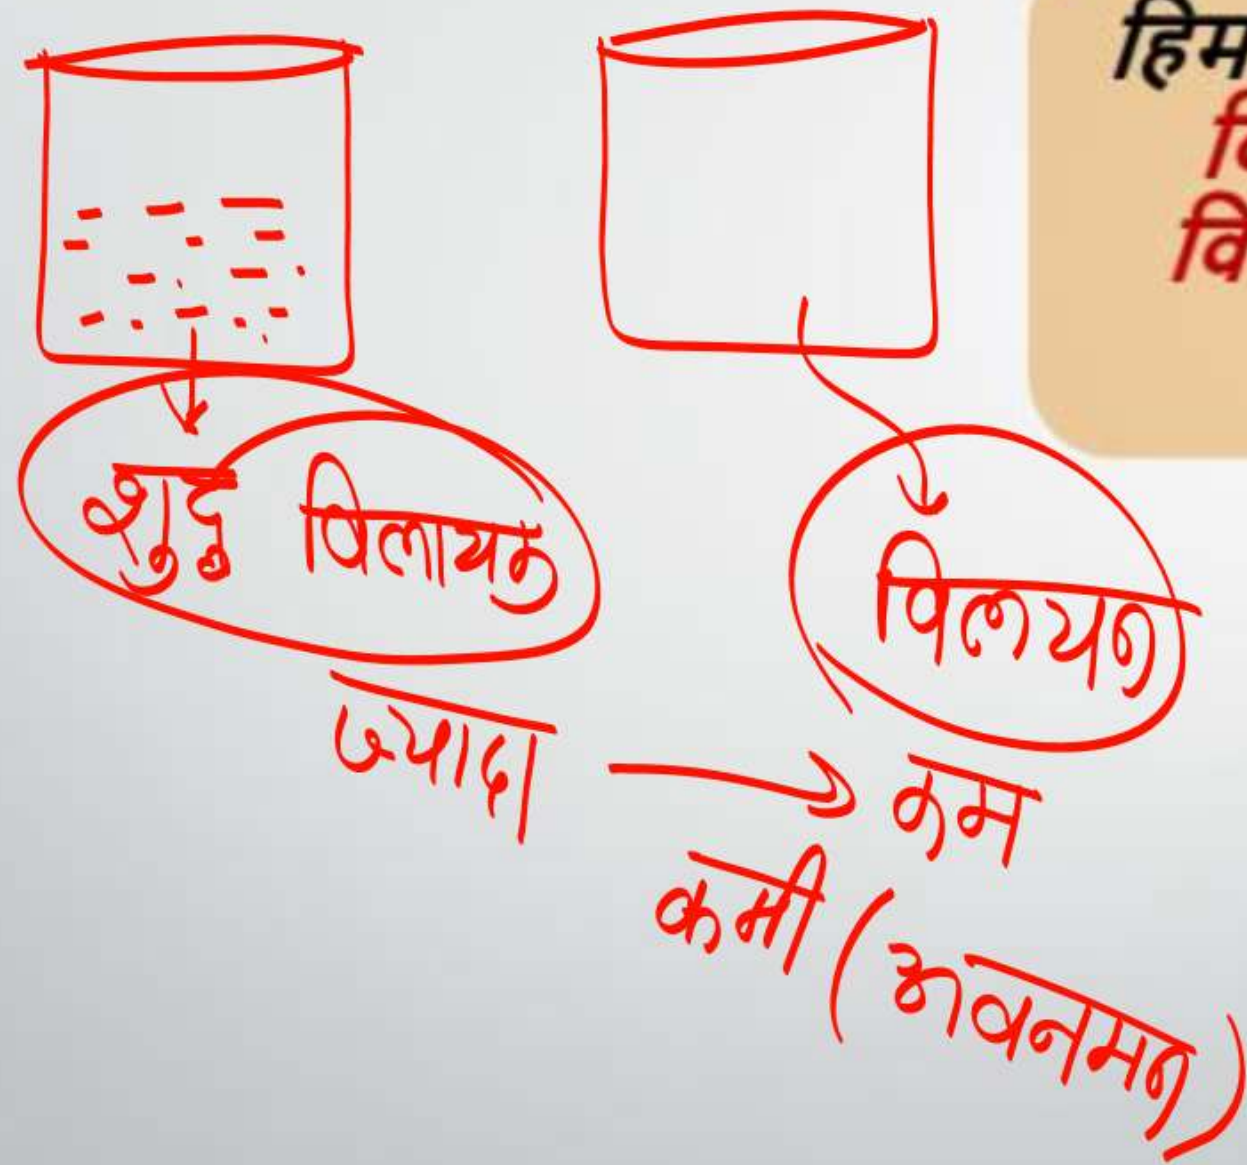 हिम
वि
शुद्ध विलायक
विलयन
ज्यादा → कम
कमी (अवनमन)